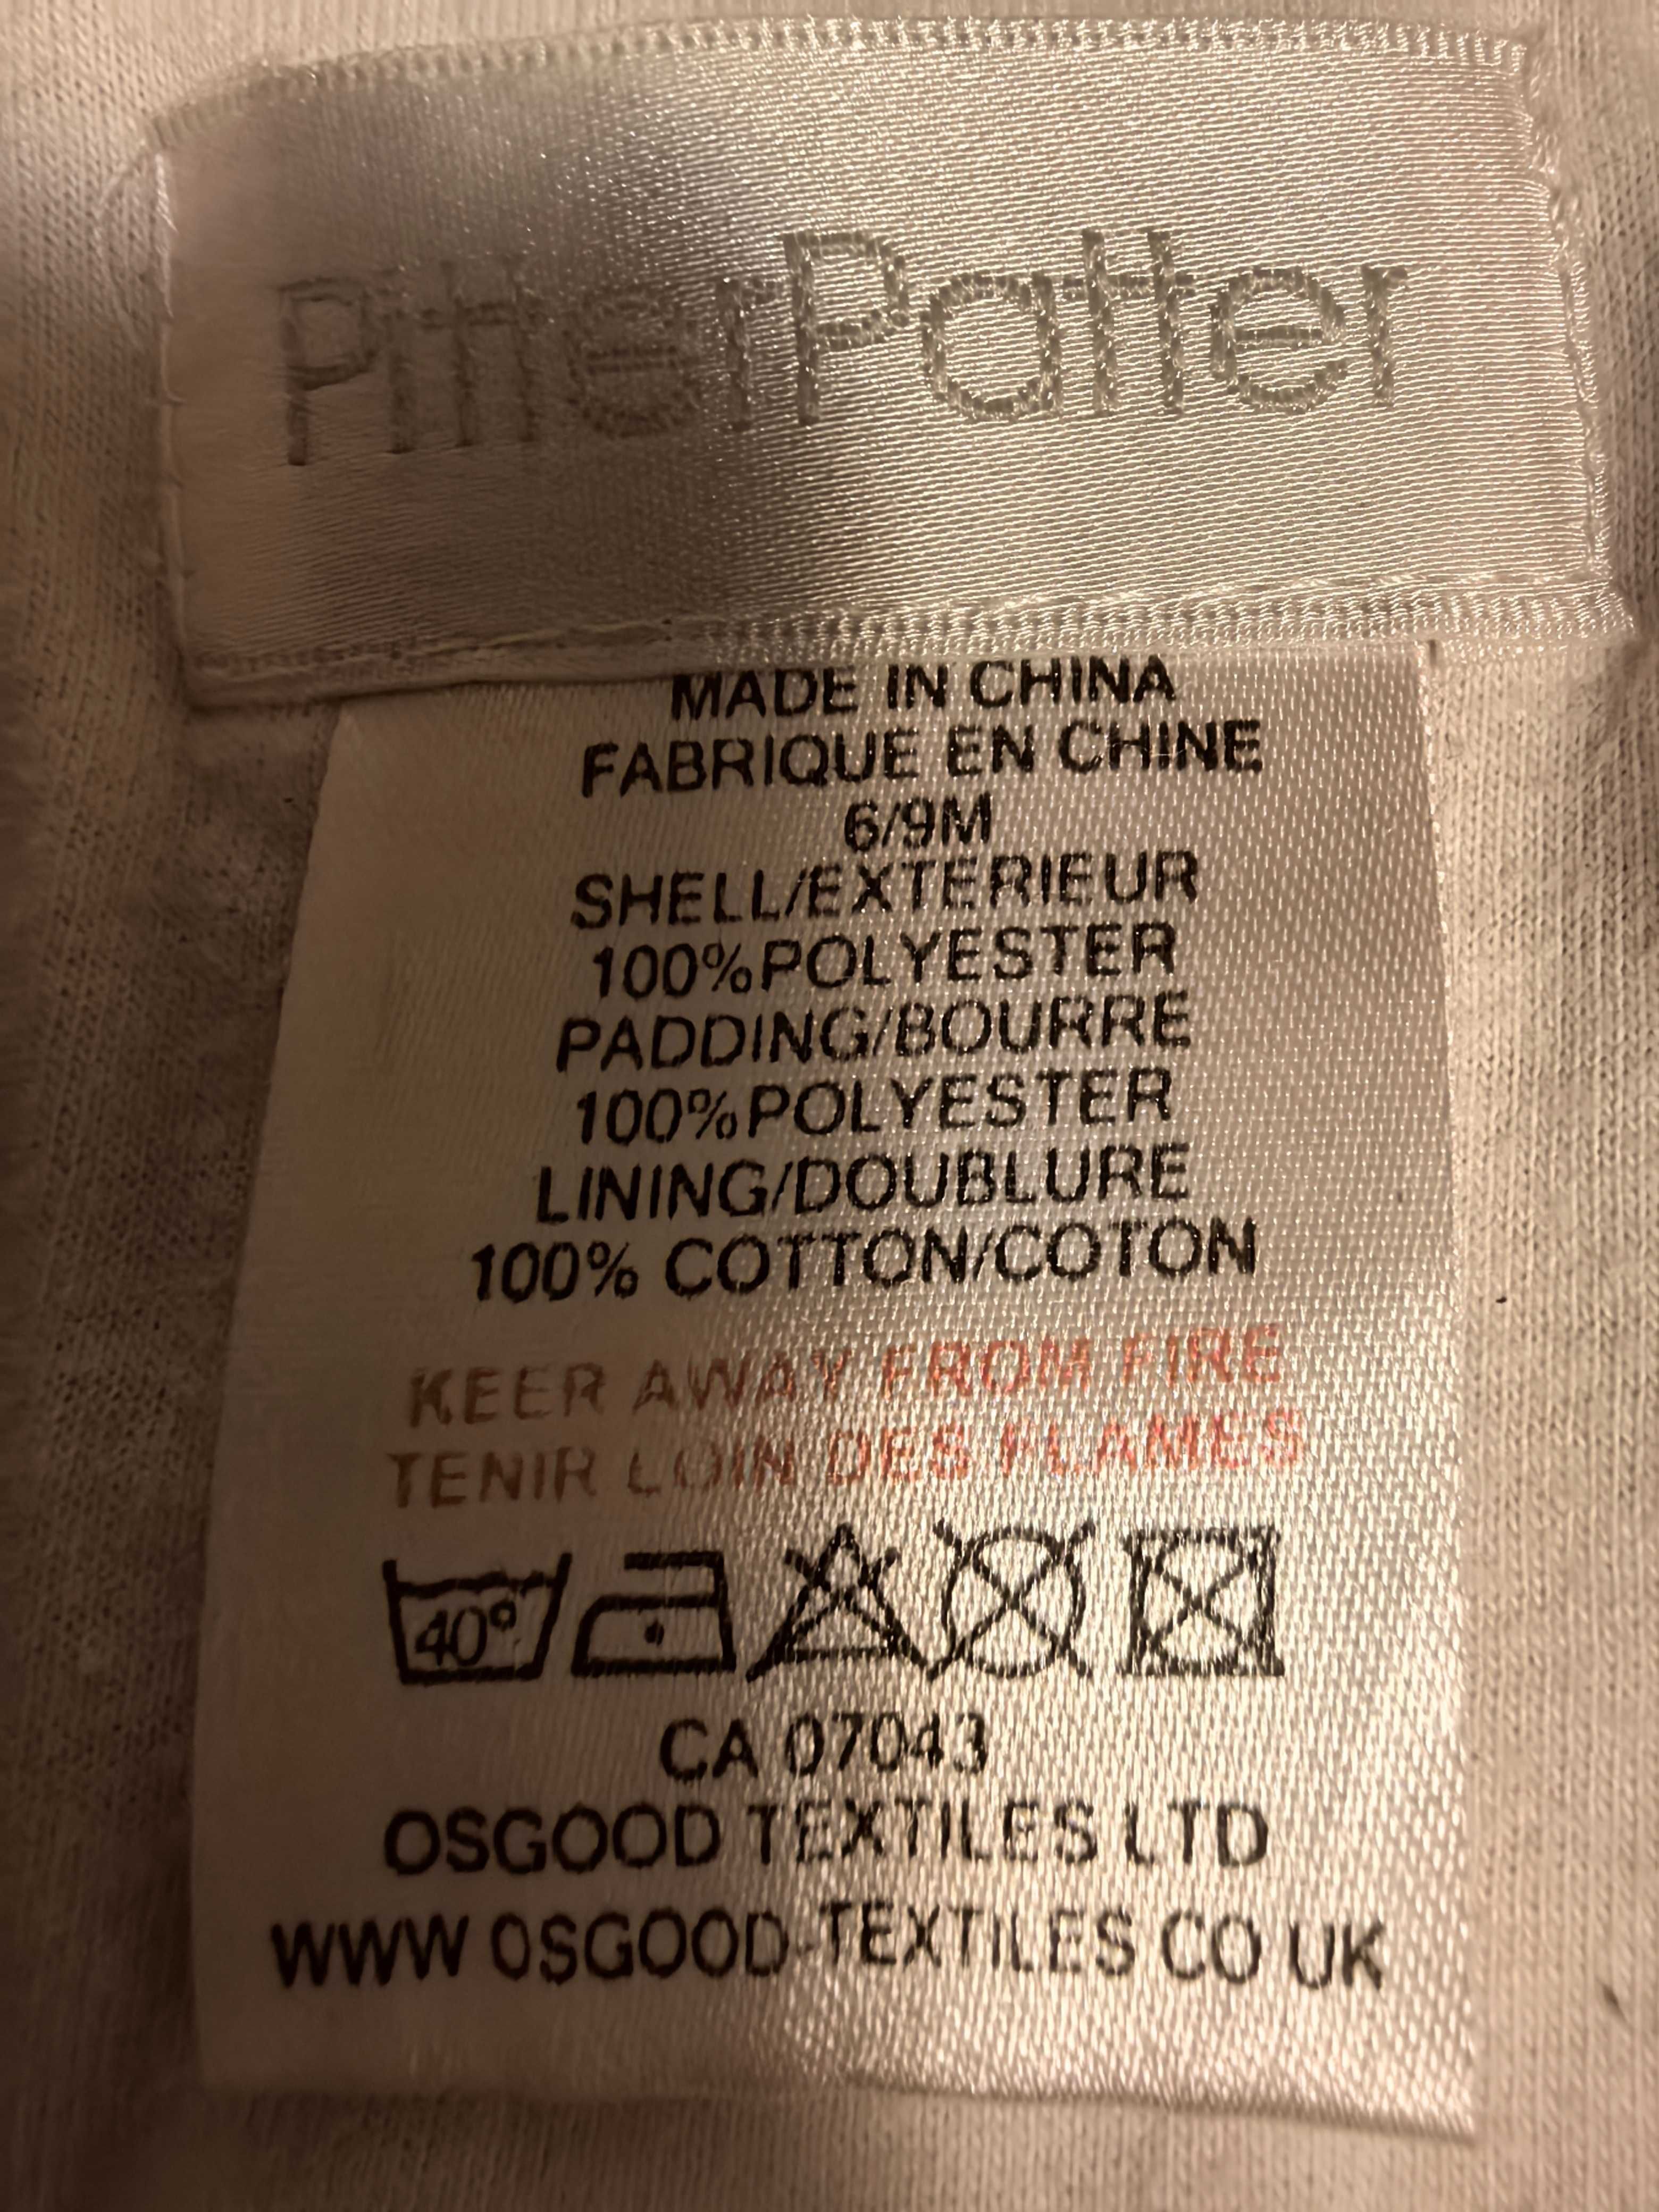 PitterPatter
MADE IN CHINA
FABRIQUE EN CHINE
6/9M
SHELL/EXTERIEUR
100%POLYESTER
PADDING/BOURRE
100%POLYESTER
LINING/DOUBLURE
100% COTTON/COTON
KEEP AWAY FROM FIRE
TENIR LOIN DES FLAMES
40°
CA 07043
OSGOOD TEXTILES LTD
WWW OSGOOD-TEXTILES CO UK